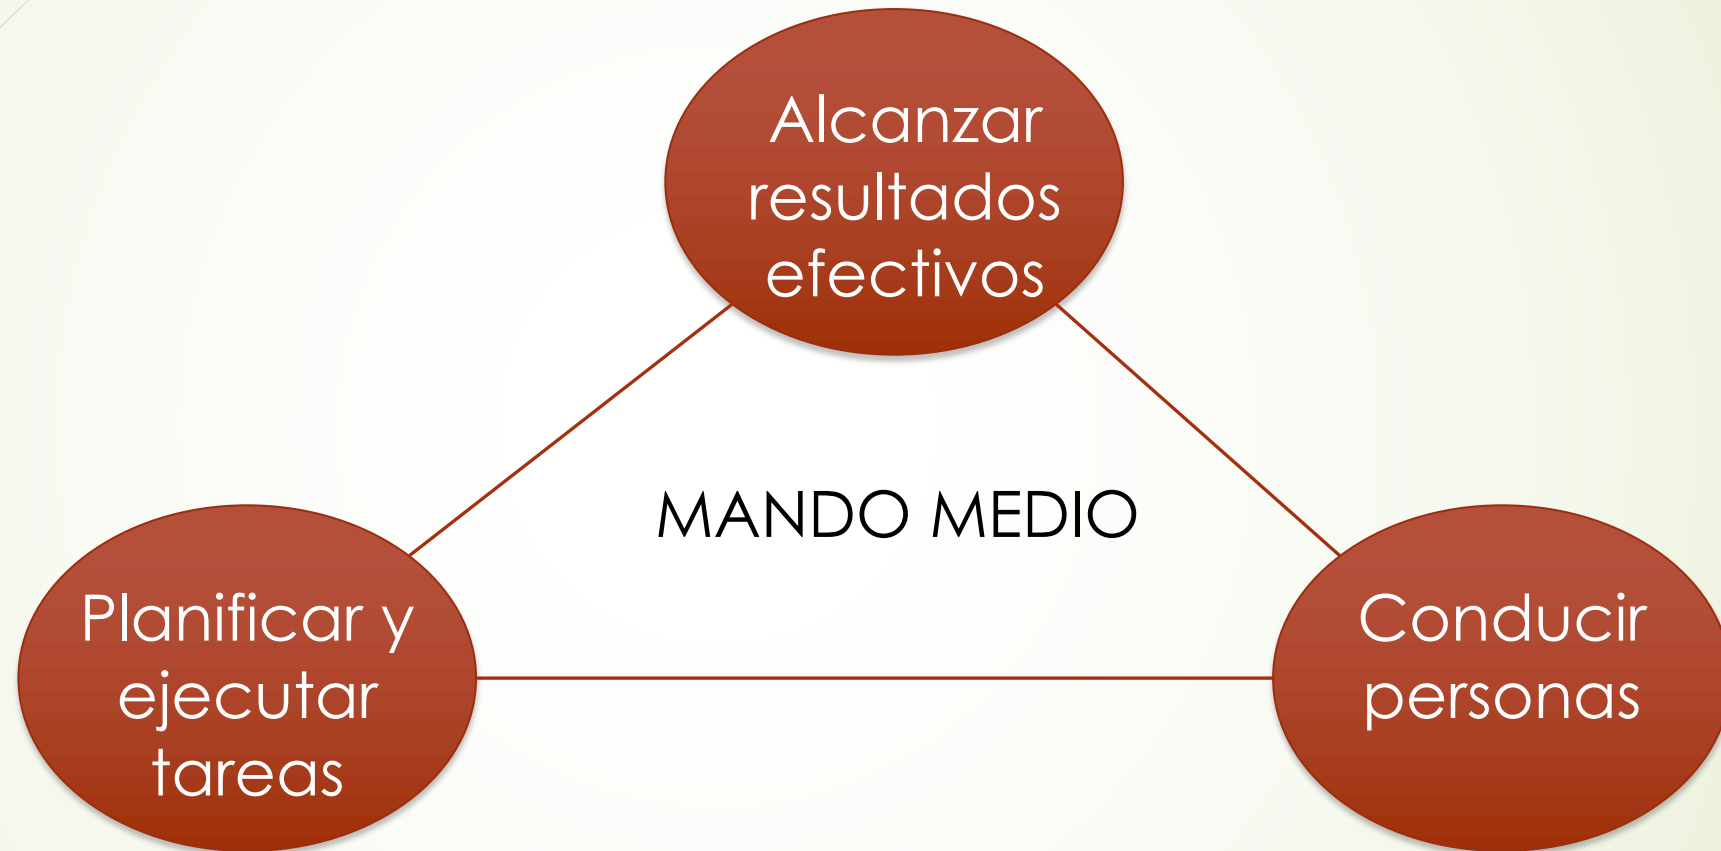 Alcanzar
resultados
efectivos
MANDO MEDIO
Planificar y
ejecutar
tareas
Conducir
personas